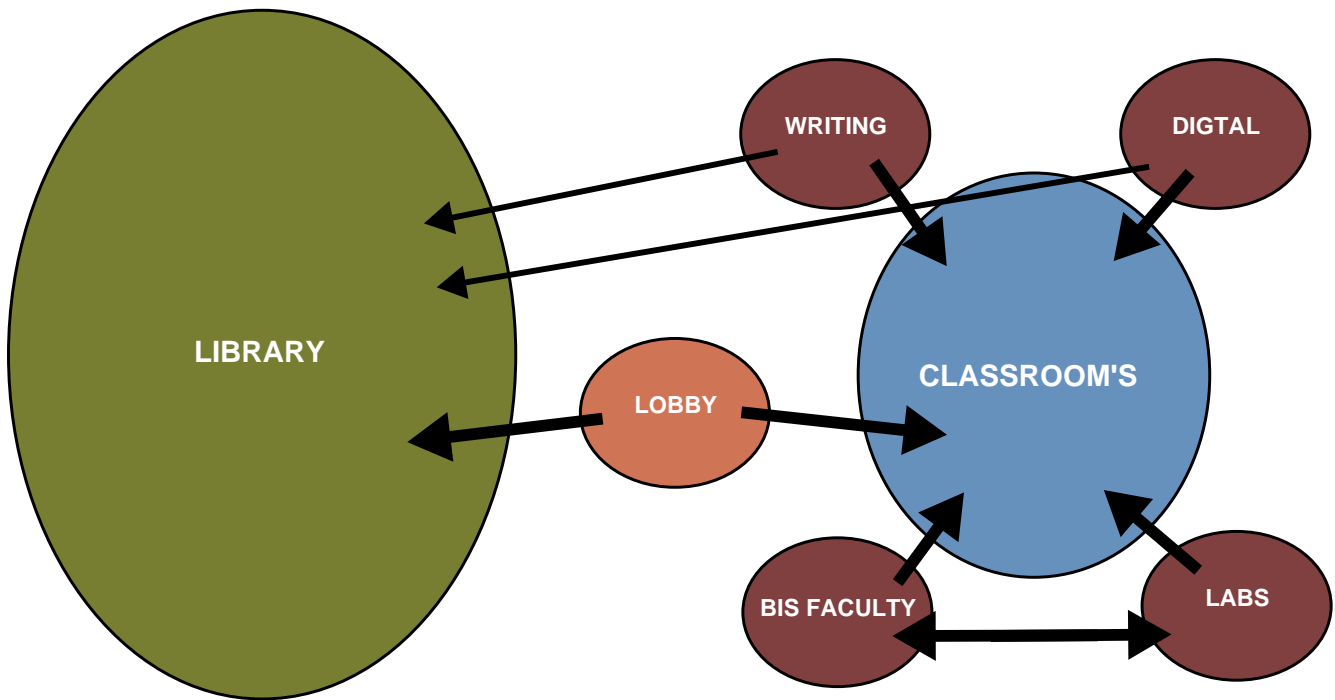 WRITING
DIGTAL
LIBRARY
CLASSROOM'S
LOBBY
BIS FACULTY
LABS